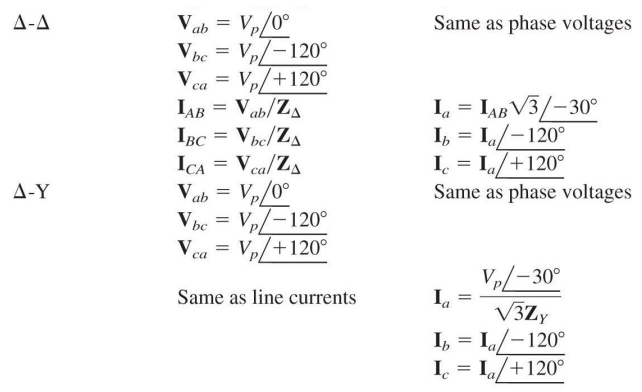 Δ-Δ V_ab = V_p/0° Same as phase voltages
V_bc = V_p/−120°
V_ca = V_p/+120°
I_AB = V_ab/Z_Δ I_a = I_AB√3/−30°
I_BC = V_bc/Z_Δ I_b = I_a/−120°
I_CA = V_ca/Z_Δ I_c = I_a/+120°
Δ-Y V_ab = V_p/0° Same as phase voltages
V_bc = V_p/−120°
V_ca = V_p/+120°
Same as line currents I_a = V_p/−30° / √3Z_Y
I_b = I_a/−120°
I_c = I_a/+120°